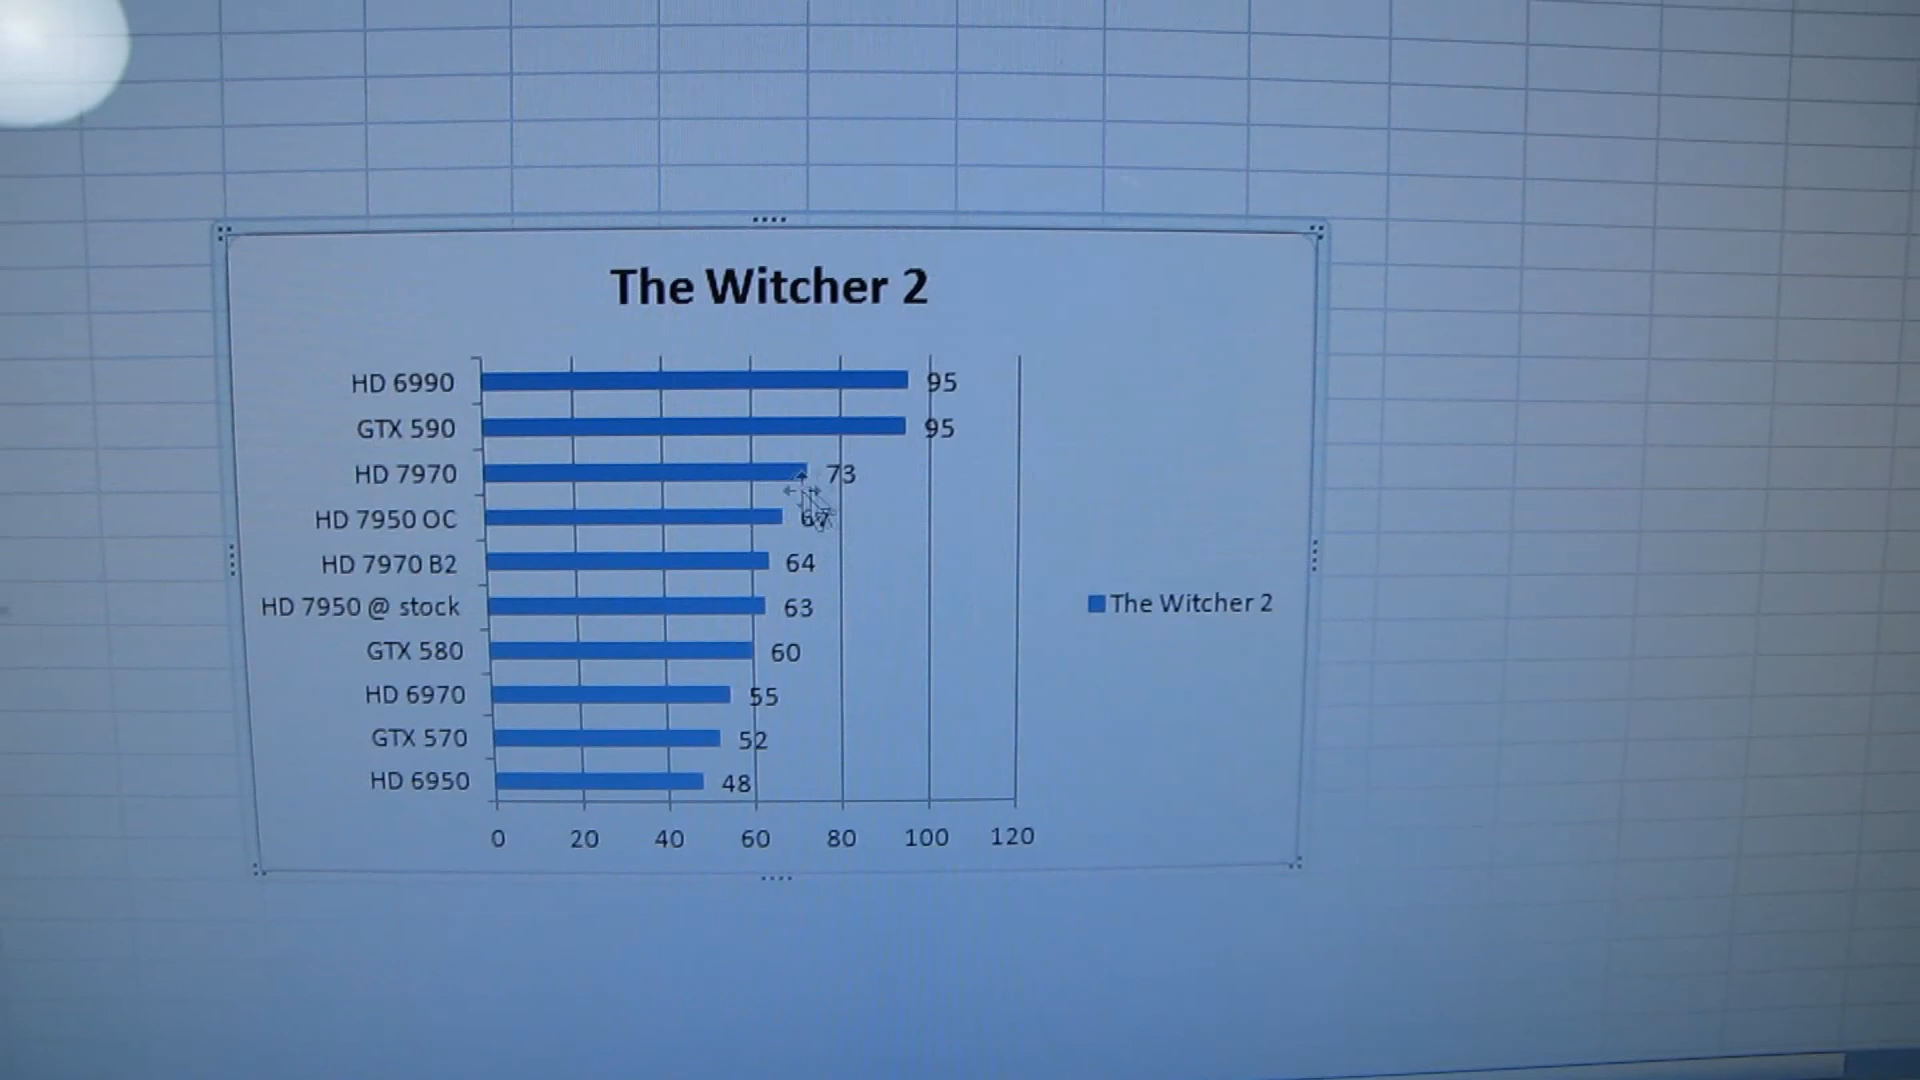 The Witcher 2
HD 6990 95
GTX 590 95
HD 7970 73
HD 7950 OC 67
HD 7970 B2 64
HD 7950 @ stock 63
The Witcher 2
GTX 580 60
HD 6970 55
GTX 570 52
HD 6950 48
0 20 40 60 80 100 120